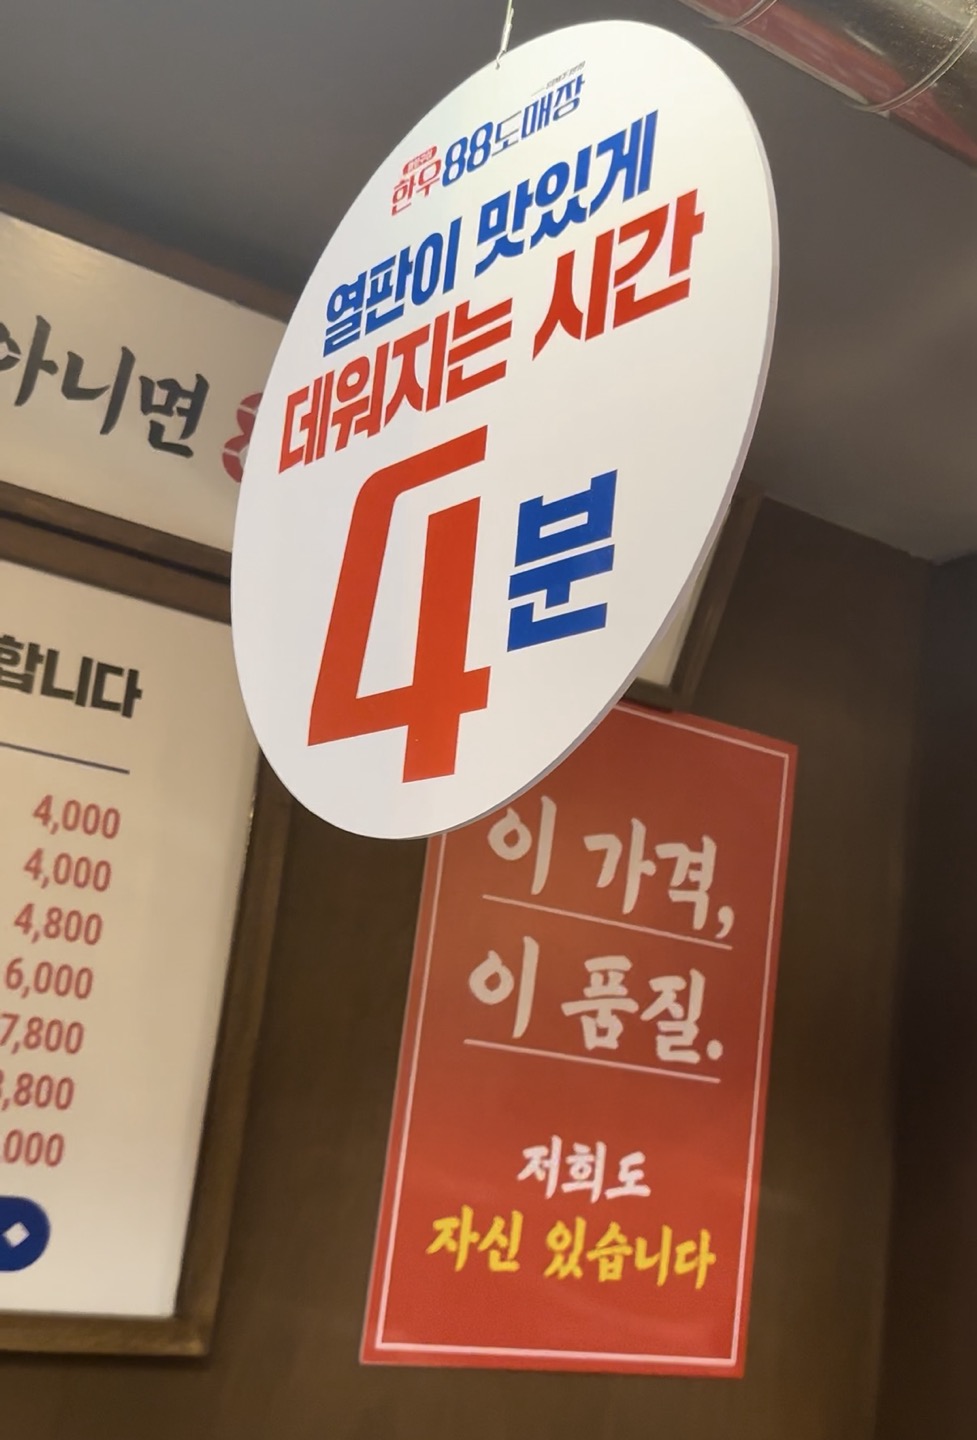 한우88도매장
열판이 맛있게
데워지는 시간
4분
아니면
합니다
4,000
4,000
4,800
6,000
7,800
,800
,000
이 가격,
이 품질.
저희도
자신 있습니다